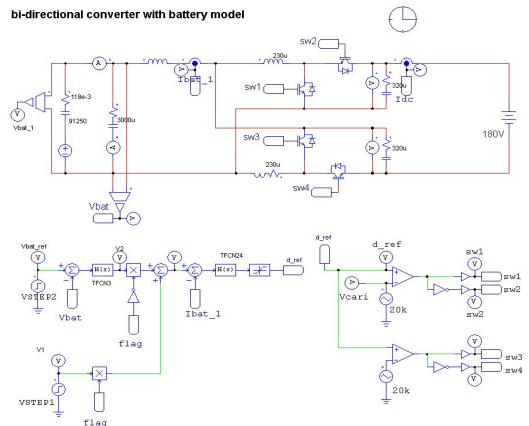 bi-directional converter with battery model
sw2
230u
A
V
V
Ibat_1
Idc
118e-3
sw1
V
320u
V
Vbat_1
91250
3000u
A
sw3
180V
V
320u
230u
sw4
Vbat
V
Vbat_ref
V
V2
V
V
d_ref
TFCN24
H(s)
TFCN3
H(s)
d_ref
VSTEP2
Vbat
flag
Ibat_1
V1
V
VSTEP1
flag
d_ref
V
sw1
V
sw1
sw2
Vcari
V
20k
V
sw2
V
sw3
sw4
20k
V